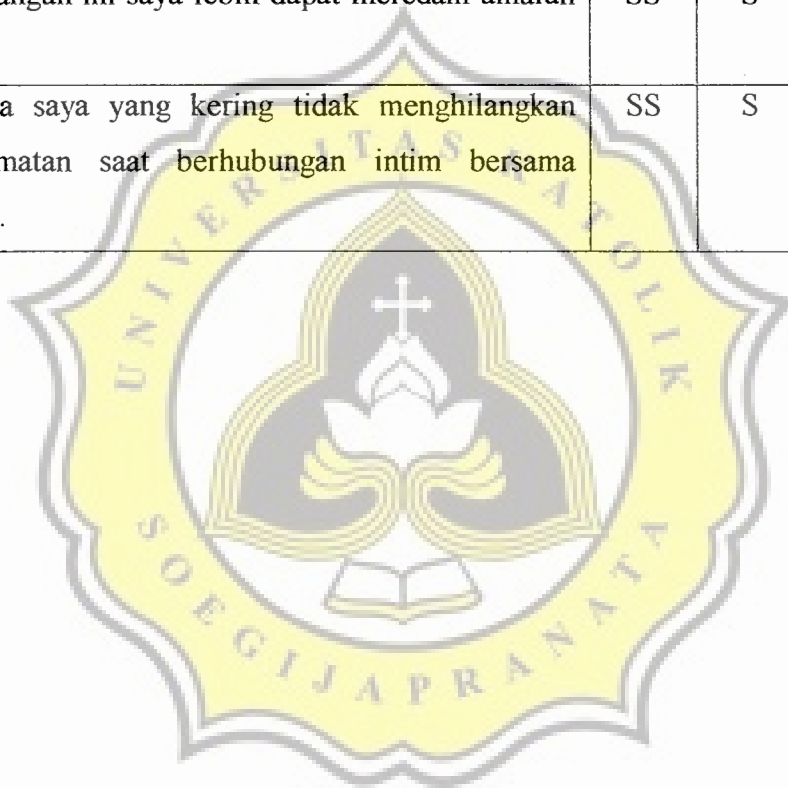 angan ini saya lebih dapat meredam amarah SS S
a saya yang kering tidak menghilangkan SS S
matan saat berhubungan intim bersama
.
UNIVERSITAS KATOLIK
SOEGIJAPRANATA